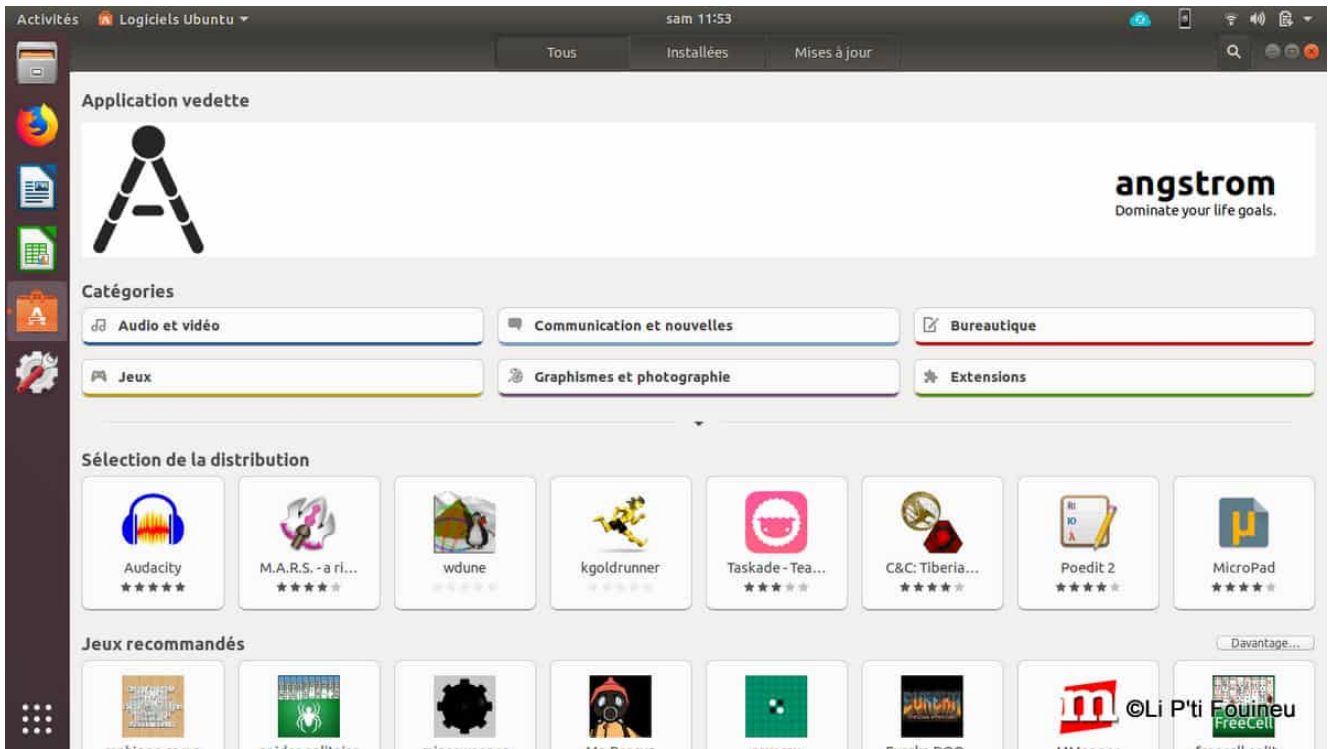 Activités Logiciels Ubuntu sam 11:53
Tous Installées Mises à jour
Application vedette
angstrom
Dominate your life goals.
Catégories
Audio et vidéo Communication et nouvelles Bureautique
Jeux Graphismes et photographie Extensions
Sélection de la distribution
Audacity M.A.R.S. - a ri... wdune kgoldrunner Taskade - Tea... C&C: Tiberia... Poedit 2 MicroPad
Jeux recommandés Davantage...
©Li P'ti Fouineu
FreeCell